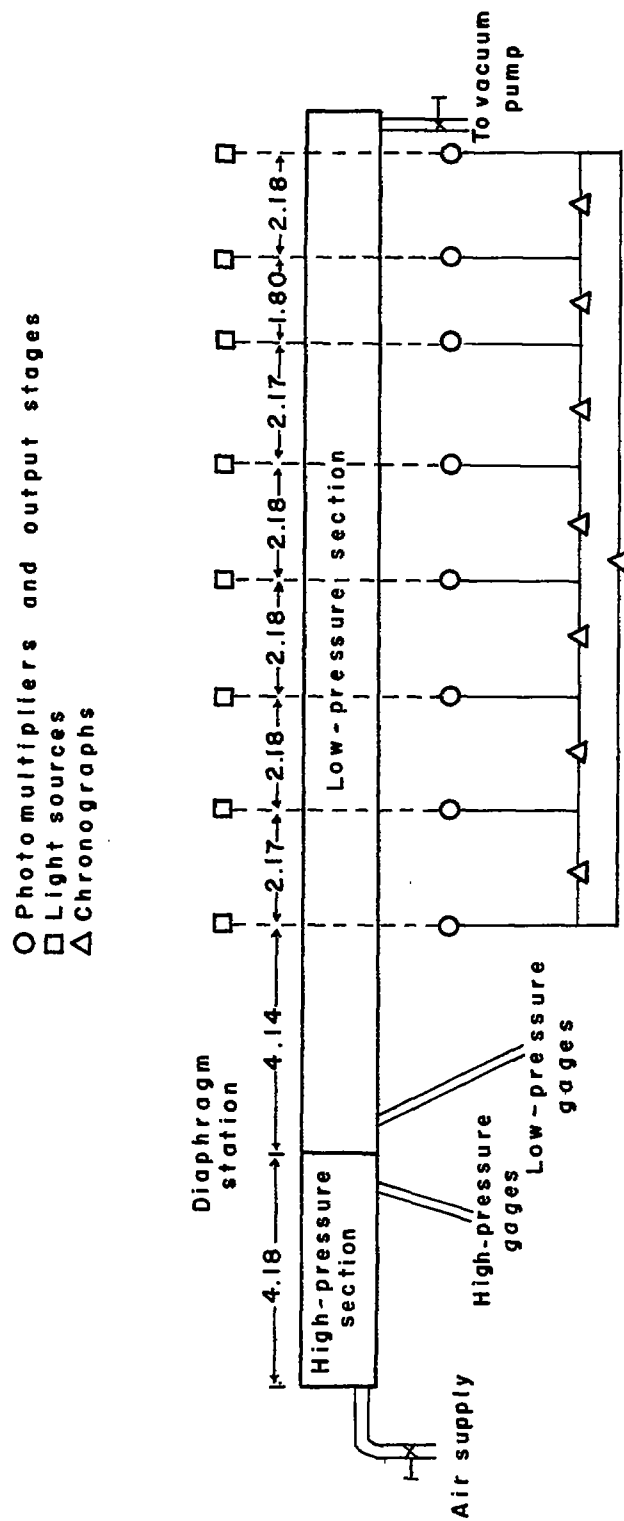 Photomultipliers and output stages
Light sources
Chronographs
Diaphragm
station
4.18
4.14
2.17
2.18
2.18
2.18
2.17
1.80
2.18
High-pressure
section
Low-pressure section
Air supply
High-pressure
gages
Low-pressure
gages
To vacuum
pump